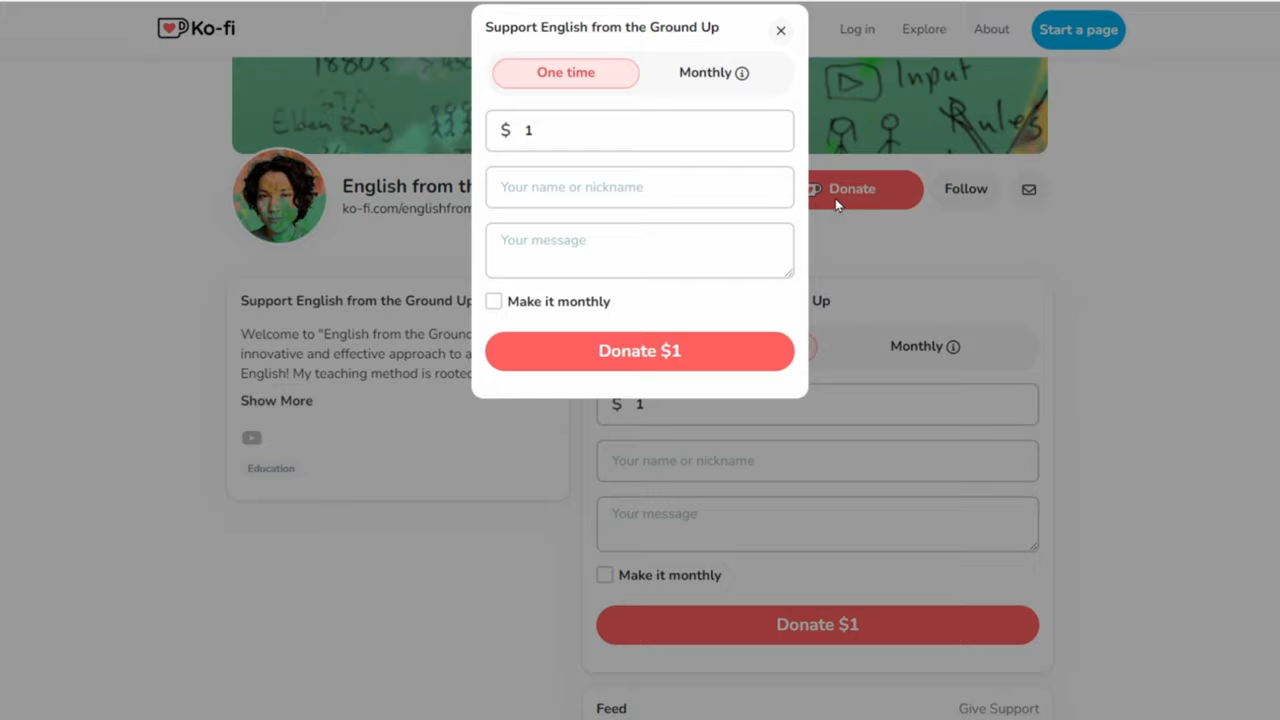 Ko-fi
Support English from the Ground Up
Log in
Explore
About
Start a page
One time
Monthly
1880s
Input
GTA
Elden Ring
Rules
$ 1
Your name or nickname
Your message
Make it monthly
Donate $1
English from th
ko-fi.com/englishfrom
Donate
Follow
Support English from the Ground Up
Welcome to "English from the Ground
innovative and effective approach to a
English! My teaching method is rooted
Show More
Education
Up
Monthly
$ 1
Your name or nickname
Your message
Make it monthly
Donate $1
Feed
Give Support